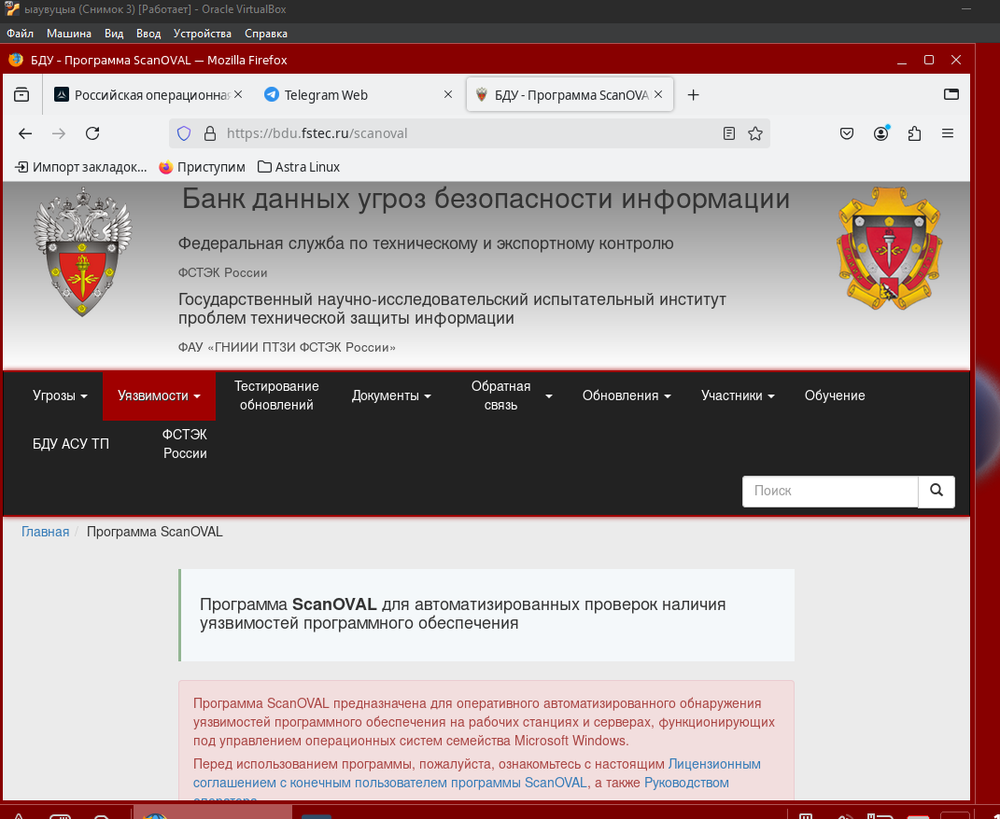 ыаувуцыа (Снимок 3) [Работает] - Oracle VirtualBox
Файл Машина Вид Ввод Устройства Справка
БДУ - Программа ScanOVAL — Mozilla Firefox
Российская операционна
Telegram Web
БДУ - Программа ScanOVA
https://bdu.fstec.ru/scanoval
Импорт закладок...
Приступим
Astra Linux
Банк данных угроз безопасности информации
Федеральная служба по техническому и экспортному контролю
ФСТЭК России
Государственный научно-исследовательский испытательный институт
проблем технической защиты информации
ФАУ «ГНИИИ ПТЗИ ФСТЭК России»
Угрозы
Уязвимости
Тестирование
обновлений
Документы
Обратная
связь
Обновления
Участники
Обучение
БДУ АСУ ТП
ФСТЭК
России
Поиск
Главная / Программа ScanOVAL
Программа ScanOVAL для автоматизированных проверок наличия
уязвимостей программного обеспечения
Программа ScanOVAL предназначена для оперативного автоматизированного обнаружения
уязвимостей программного обеспечения на рабочих станциях и серверах, функционирующих
под управлением операционных систем семейства Microsoft Windows.
Перед использованием программы, пожалуйста, ознакомьтесь с настоящим Лицензионным
соглашением с конечным пользователем программы ScanOVAL, а также Руководством